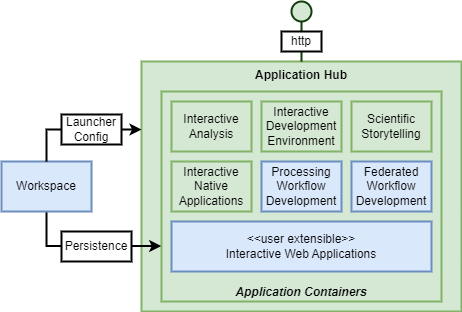 http
Application Hub
Launcher
Config
Interactive
Analysis
Interactive
Development
Environment
Scientific
Storytelling
Workspace
Interactive
Native
Applications
Processing
Workflow
Development
Federated
Workflow
Development
Persistence
<<user extensible>>
Interactive Web Applications
Application Containers